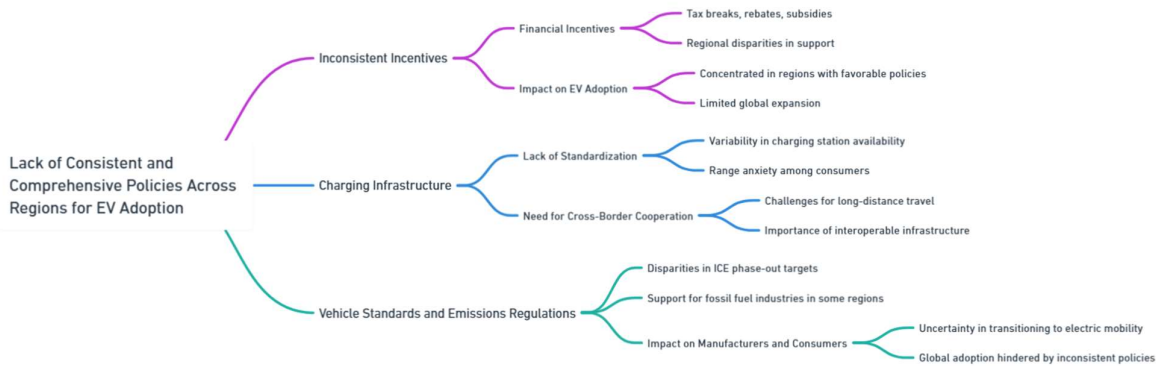 Lack of Consistent and
Comprehensive Policies Across
Regions for EV Adoption
Inconsistent Incentives
Financial Incentives
Tax breaks, rebates, subsidies
Regional disparities in support
Impact on EV Adoption
Concentrated in regions with favorable policies
Limited global expansion
Charging Infrastructure
Lack of Standardization
Variability in charging station availability
Range anxiety among consumers
Need for Cross-Border Cooperation
Challenges for long-distance travel
Importance of interoperable infrastructure
Vehicle Standards and Emissions Regulations
Disparities in ICE phase-out targets
Support for fossil fuel industries in some regions
Impact on Manufacturers and Consumers
Uncertainty in transitioning to electric mobility
Global adoption hindered by inconsistent policies